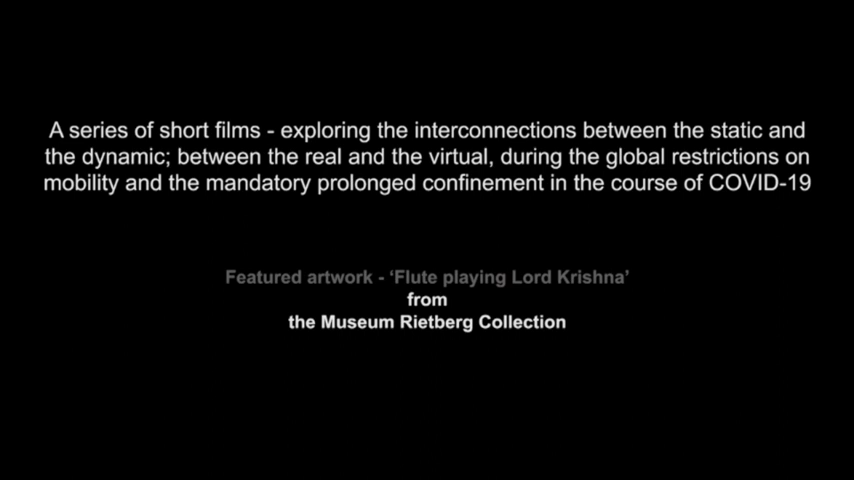 A series of short films - exploring the interconnections between the static and
the dynamic; between the real and the virtual, during the global restrictions on
mobility and the mandatory prolonged confinement in the course of COVID-19
Featured artwork - ‘Flute playing Lord Krishna’
from
the Museum Rietberg Collection